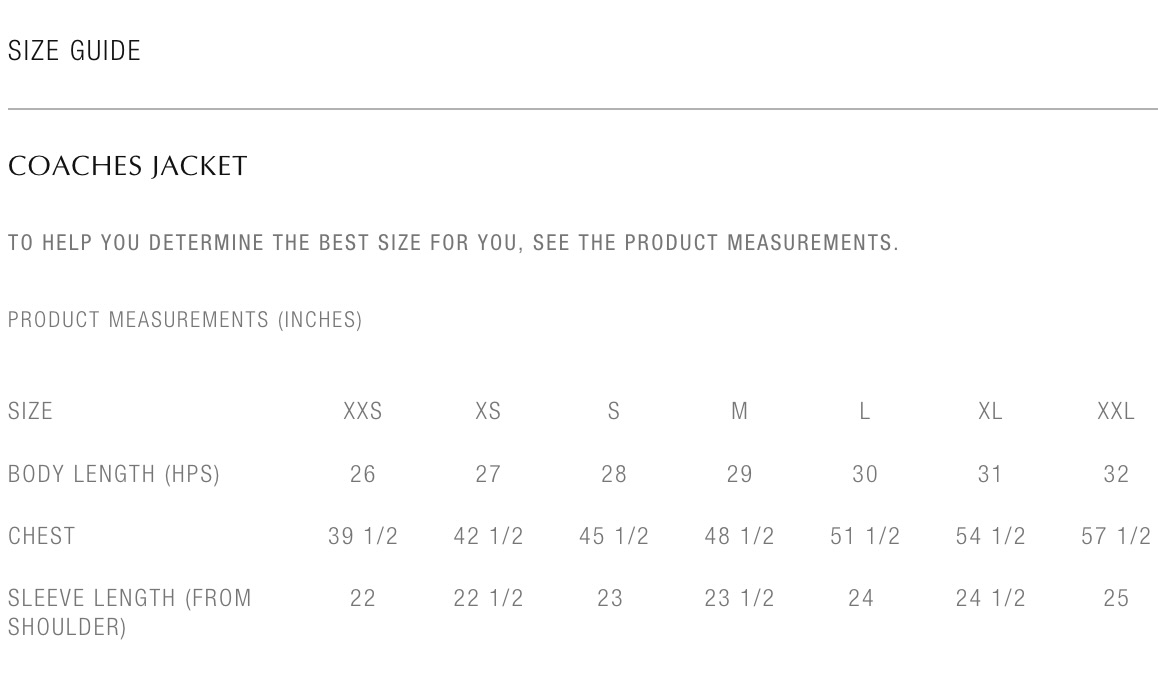 SIZE GUIDE
COACHES JACKET
TO HELP YOU DETERMINE THE BEST SIZE FOR YOU, SEE THE PRODUCT MEASUREMENTS.
PRODUCT MEASUREMENTS (INCHES)
SIZE XXS XS S M L XL XXL
BODY LENGTH (HPS) 26 27 28 29 30 31 32
CHEST 39 1/2 42 1/2 45 1/2 48 1/2 51 1/2 54 1/2 57 1/2
SLEEVE LENGTH (FROM 22 22 1/2 23 23 1/2 24 24 1/2 25
SHOULDER)